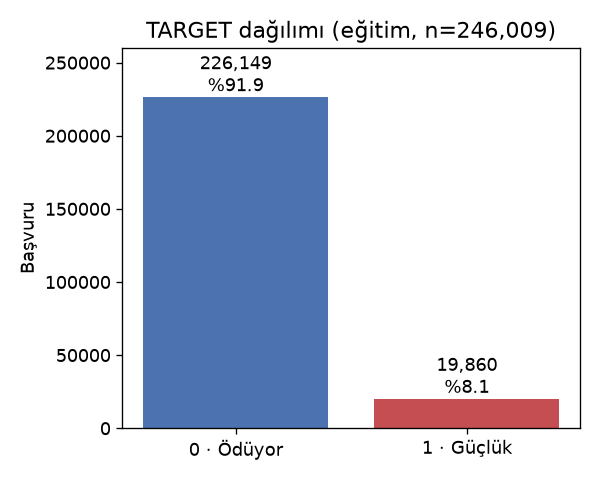 TARGET dağılımı (eğitim, n=246,009)
250000
200000
150000
100000
50000
0
Başvuru
226,149
%91.9
19,860
%8.1
0 · Ödüyor
1 · Güçlük